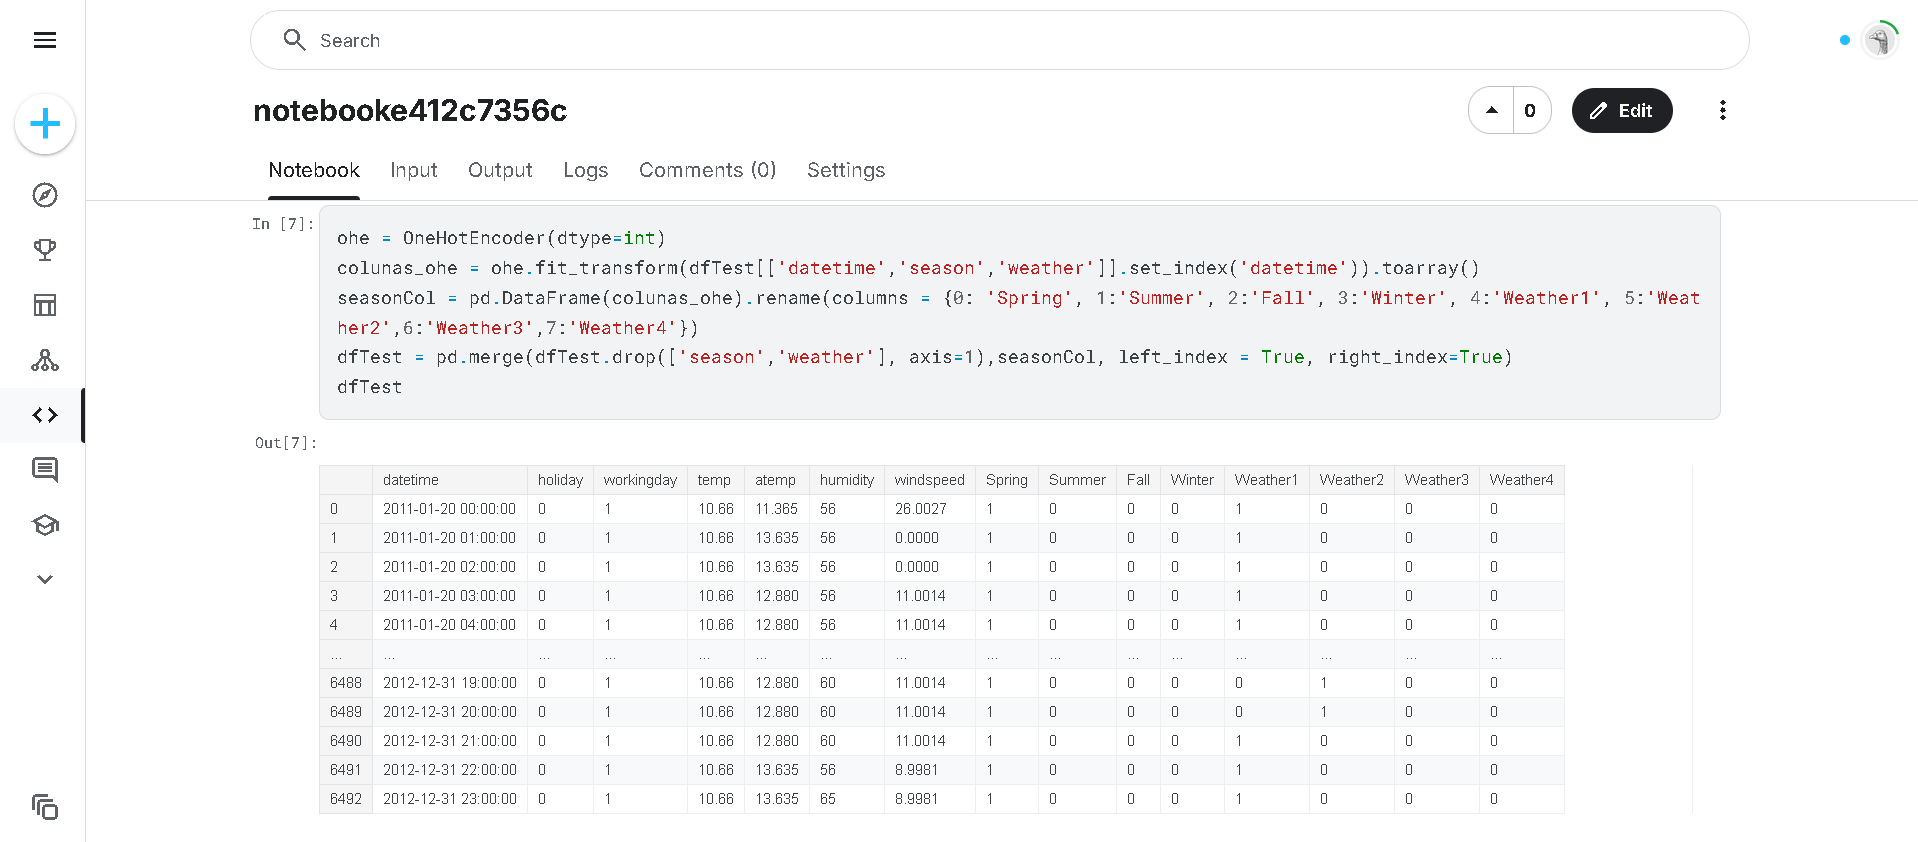 Search
notebooke412c7356c
0
Edit
Notebook Input Output Logs Comments (0) Settings
In [7]:
ohe = OneHotEncoder(dtype=int)
colunas_ohe = ohe.fit_transform(dfTest[['datetime','season','weather']].set_index('datetime')).toarray()
seasonCol = pd.DataFrame(colunas_ohe).rename(columns = {0: 'Spring', 1:'Summer', 2:'Fall', 3:'Winter', 4:'Weather1', 5:'Weat
her2',6:'Weather3',7:'Weather4'})
dfTest = pd.merge(dfTest.drop(['season','weather'], axis=1),seasonCol, left_index = True, right_index=True)
dfTest
Out[7]:
datetime holiday workingday temp atemp humidity windspeed Spring Summer Fall Winter Weather1 Weather2 Weather3 Weather4
0 2011-01-20 00:00:00 0 1 10.66 11.365 56 26.0027 1 0 0 0 1 0 0 0
1 2011-01-20 01:00:00 0 1 10.66 13.635 56 0.0000 1 0 0 0 1 0 0 0
2 2011-01-20 02:00:00 0 1 10.66 13.635 56 0.0000 1 0 0 0 1 0 0 0
3 2011-01-20 03:00:00 0 1 10.66 12.880 56 11.0014 1 0 0 0 1 0 0 0
4 2011-01-20 04:00:00 0 1 10.66 12.880 56 11.0014 1 0 0 0 1 0 0 0
... ... ... ... ... ... ... ... ... ... ... ... ... ... ... ...
6488 2012-12-31 19:00:00 0 1 10.66 12.880 60 11.0014 1 0 0 0 0 1 0 0
6489 2012-12-31 20:00:00 0 1 10.66 12.880 60 11.0014 1 0 0 0 0 1 0 0
6490 2012-12-31 21:00:00 0 1 10.66 12.880 60 11.0014 1 0 0 0 1 0 0 0
6491 2012-12-31 22:00:00 0 1 10.66 13.635 56 8.9981 1 0 0 0 1 0 0 0
6492 2012-12-31 23:00:00 0 1 10.66 13.635 65 8.9981 1 0 0 0 1 0 0 0